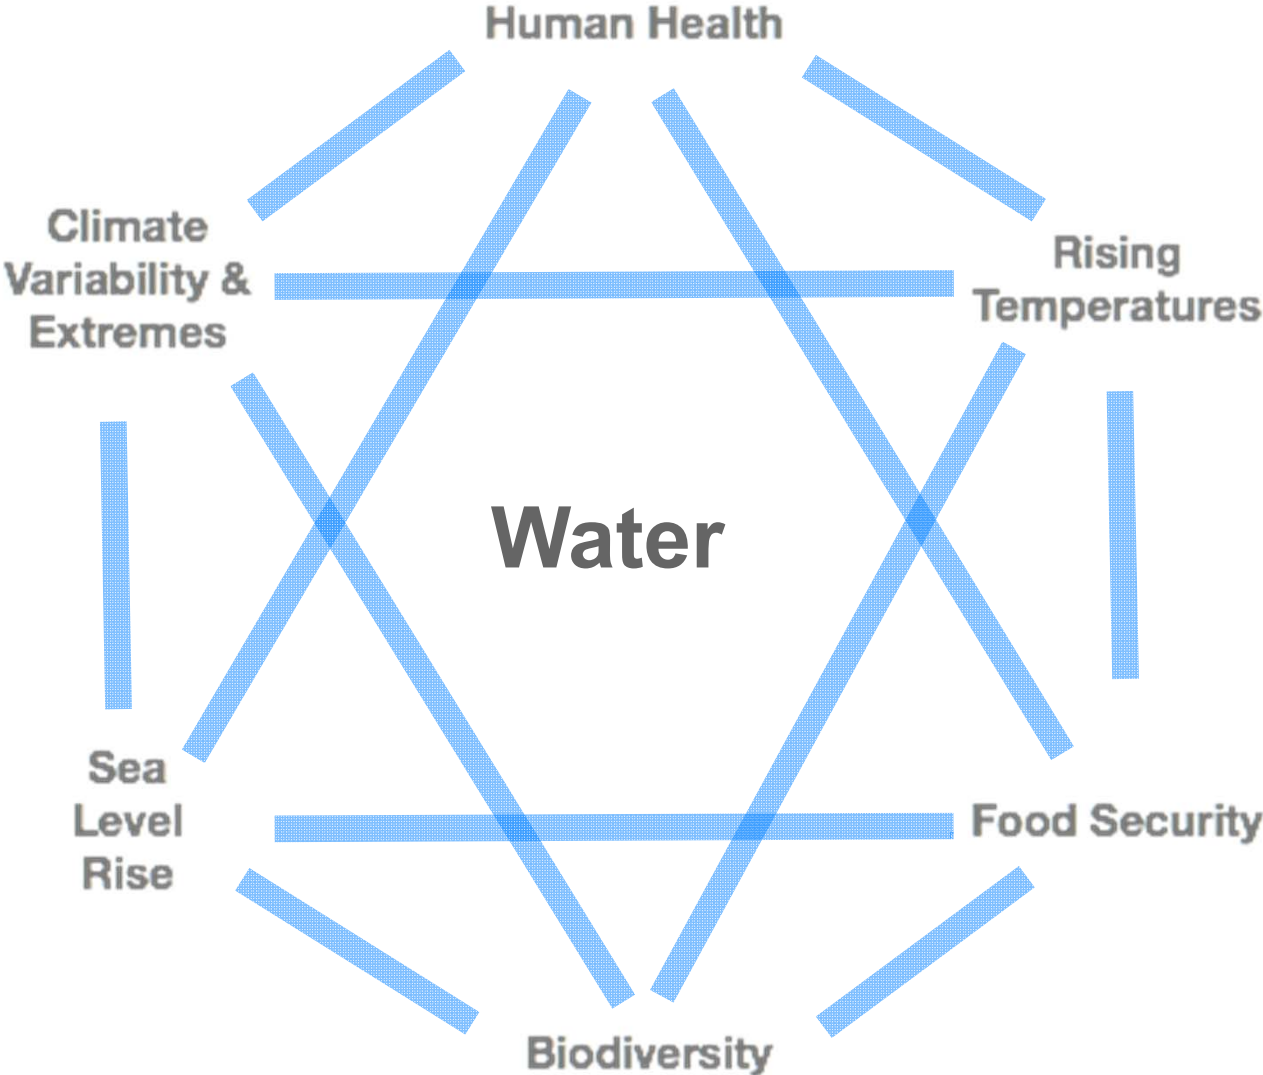 Human Health
Climate
Variability &
Extremes
Rising
Temperatures
Water
Sea
Level
Rise
Food Security
Biodiversity